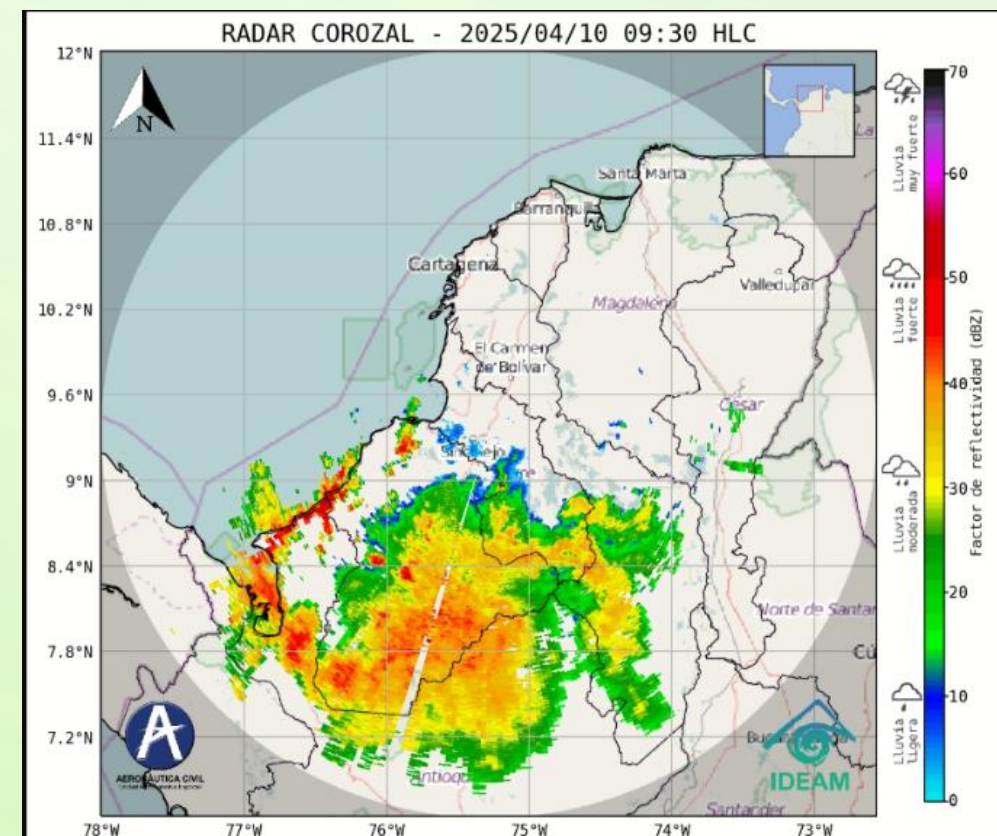 RADAR COROZAL - 2025/04/10 09:30 HLC
12°N
11.4°N
10.8°N
10.2°N
9.6°N
9°N
8.4°N
7.8°N
7.2°N
78°W
77°W
76°W
75°W
74°W
73°W
N
Santa Marta
Barranquilla
Cartagena
Valledupar
Magdalena
El Carmen
de Bolívar
César
Sincelejo
Norte de Santan
Cú
Antioq
Santander
AERONÁUTICA CIVIL
IDEAM
70
60
50
40
30
20
10
0
Lluvia
muy fuerte
Lluvia
fuerte
Lluvia
moderada
Lluvia
ligera
Factor de reflectividad (dBZ)